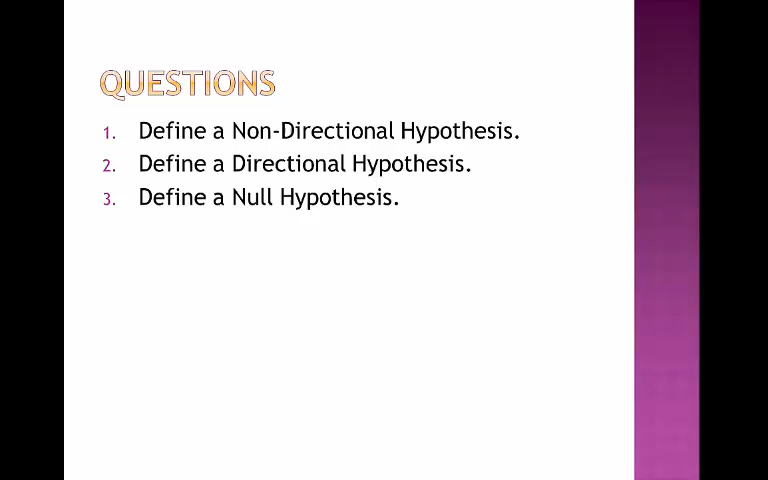 QUESTIONS
1. Define a Non-Directional Hypothesis.
2. Define a Directional Hypothesis.
3. Define a Null Hypothesis.